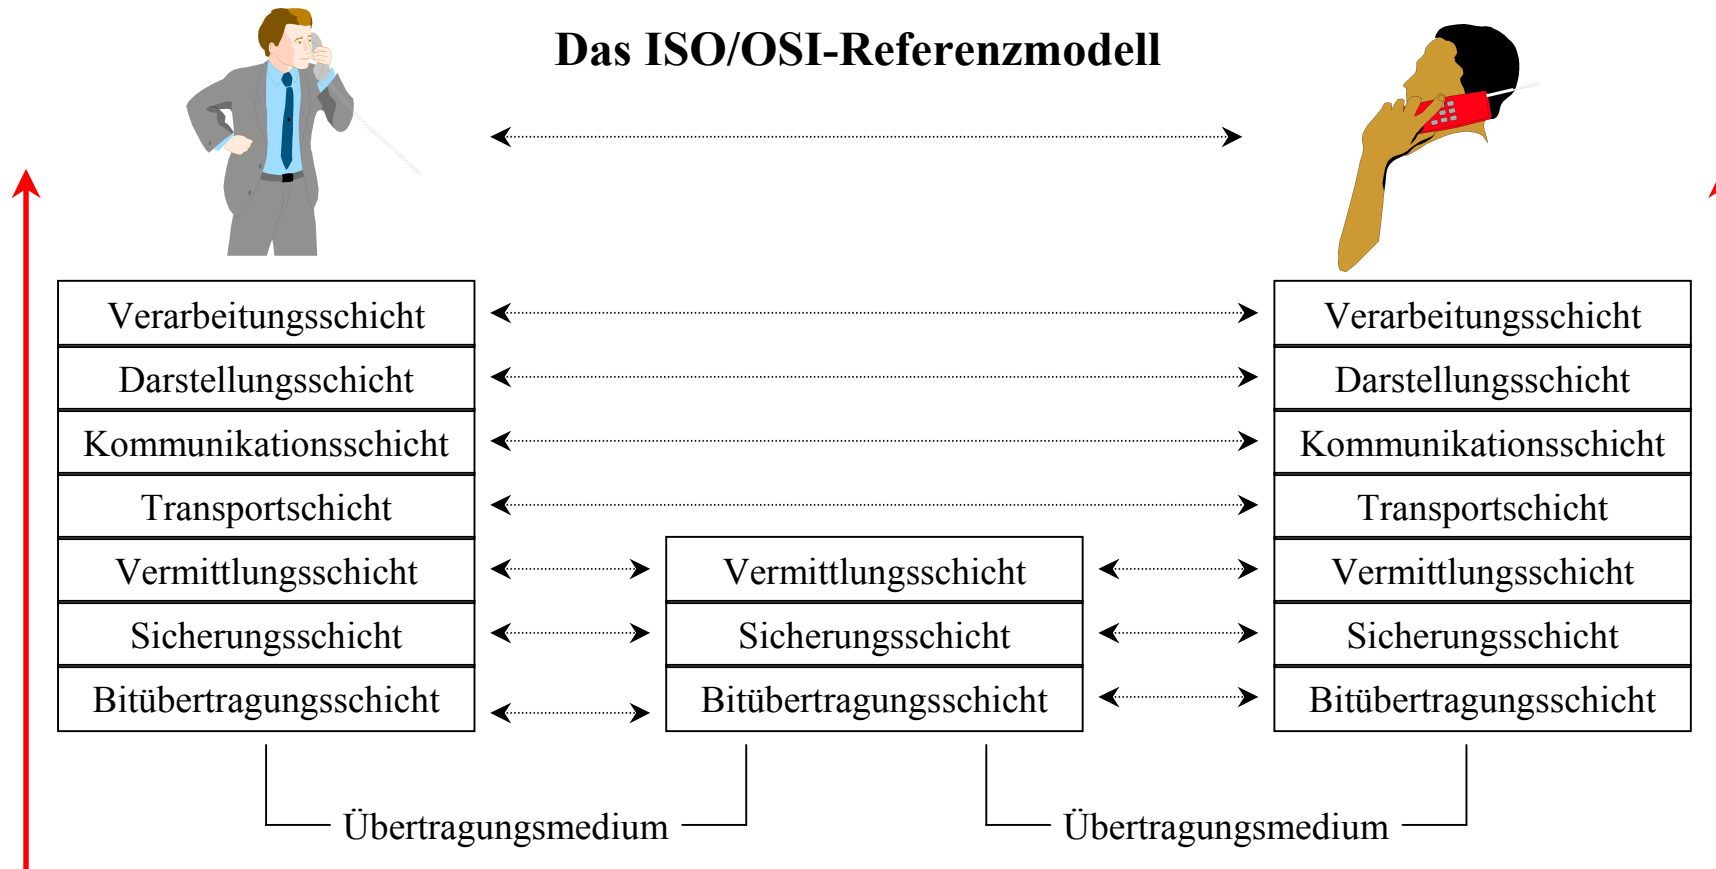 Das ISO/OSI-Referenzmodell
Verarbeitungsschicht
Verarbeitungsschicht
Darstellungsschicht
Darstellungsschicht
Kommunikationsschicht
Kommunikationsschicht
Transportschicht
Transportschicht
Vermittlungsschicht
Vermittlungsschicht
Vermittlungsschicht
Sicherungsschicht
Sicherungsschicht
Sicherungsschicht
Bitübertragungsschicht
Bitübertragungsschicht
Bitübertragungsschicht
Übertragungsmedium
Übertragungsmedium